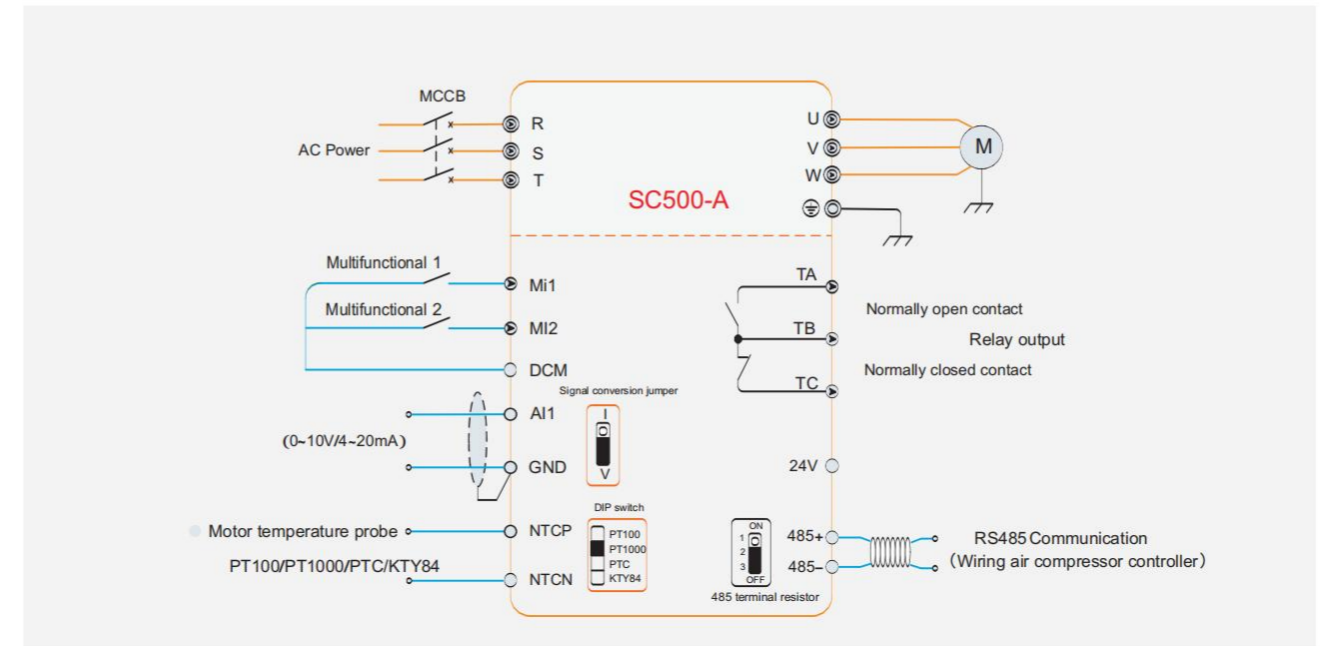 MCCB
AC Power
R
S
T
U
V
W
M
SC500-A
Multifunctional 1
Mi1
Multifunctional 2
MI2
DCM
TA
Normally open contact
TB
Relay output
Normally closed contact
TC
Signal conversion jumper
AI1
I
V
(0~10V/4~20mA)
GND
24V
DIP switch
Motor temperature probe
NTCP
PT100
PT1000
PTC
KTY84
PT100/PT1000/PTC/KTY84
NTCN
ON
1
2
3
OFF
485+
485–
485 terminal resistor
RS485 Communication
(Wiring air compressor controller)